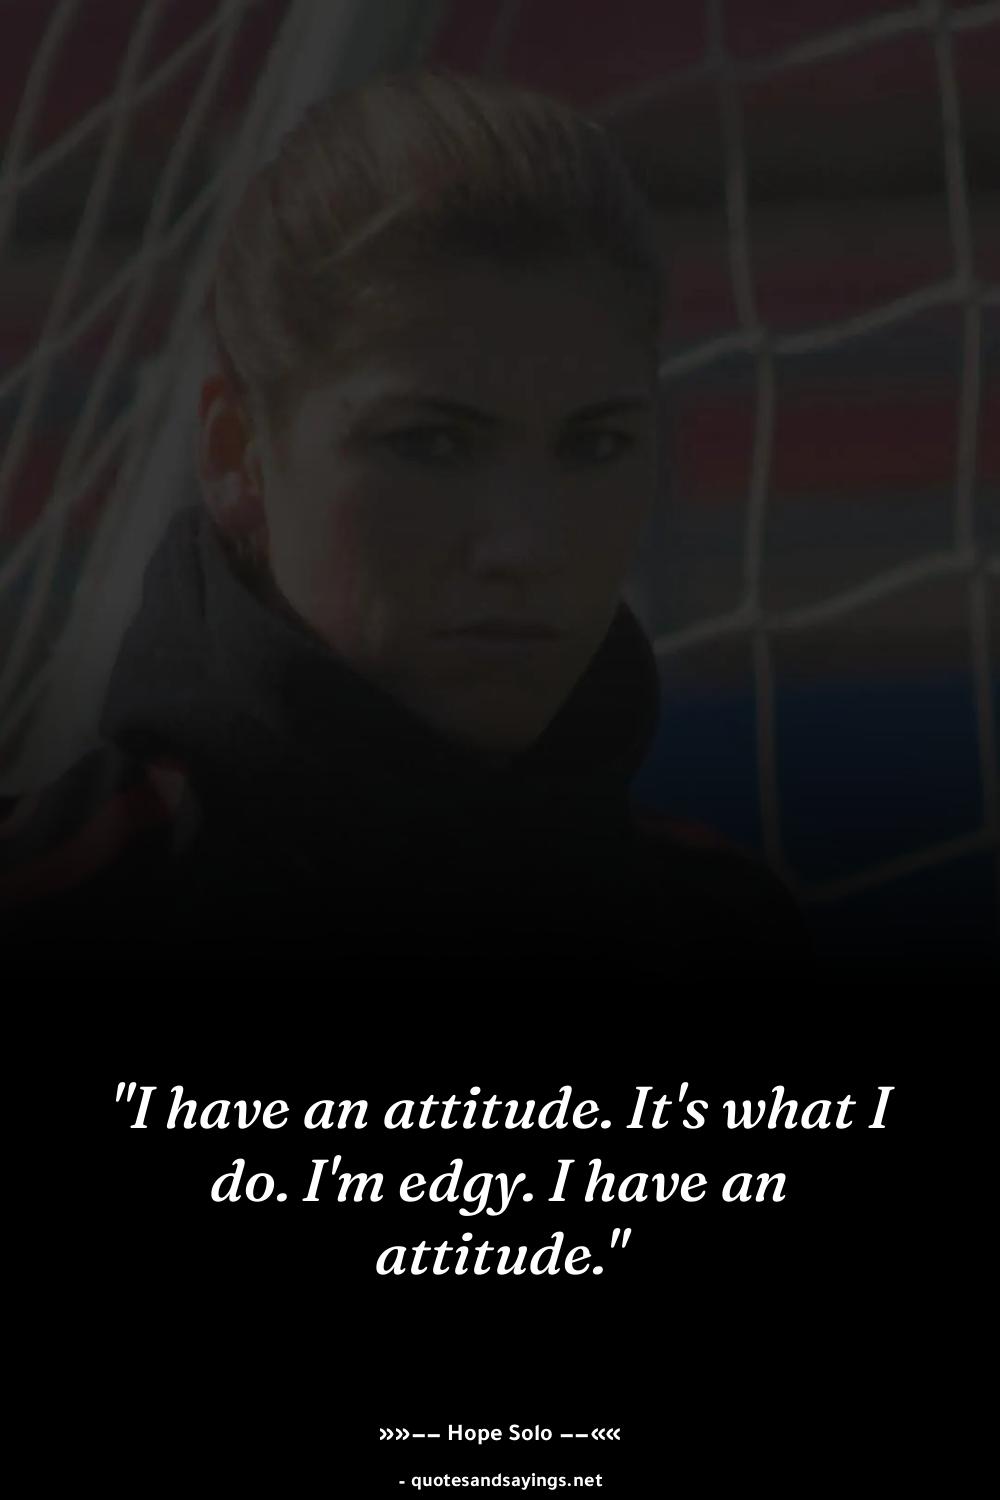 "I have an attitude. It's what I
do. I'm edgy. I have an
attitude."
»»–– Hope Solo ––««
- quotesandsayings.net